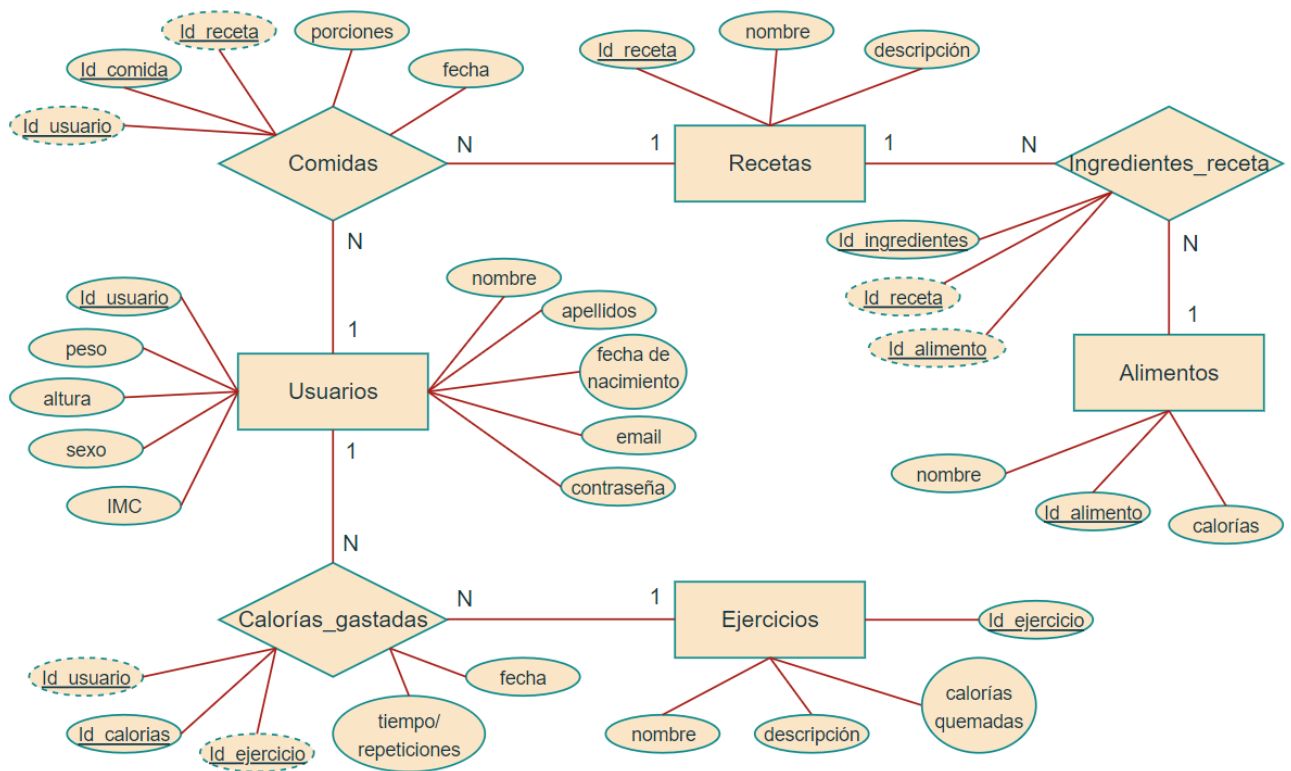 Id_receta
porciones
Id_comida
fecha
Id_usuario
Comidas
N
N
Id_receta
nombre
descripción
1
Recetas
1
N
Ingredientes_receta
N
Id_ingredientes
Id_receta
Id_alimento
1
Alimentos
nombre
Id_alimento
calorías
Id_usuario
peso
altura
sexo
IMC
1
Usuarios
1
nombre
apellidos
fecha de
nacimiento
email
contraseña
N
Calorías_gastadas
N
Id_usuario
Id_calorias
Id_ejercicio
tiempo/
repeticiones
fecha
1
Ejercicios
Id_ejercicio
nombre
descripción
calorías
quemadas